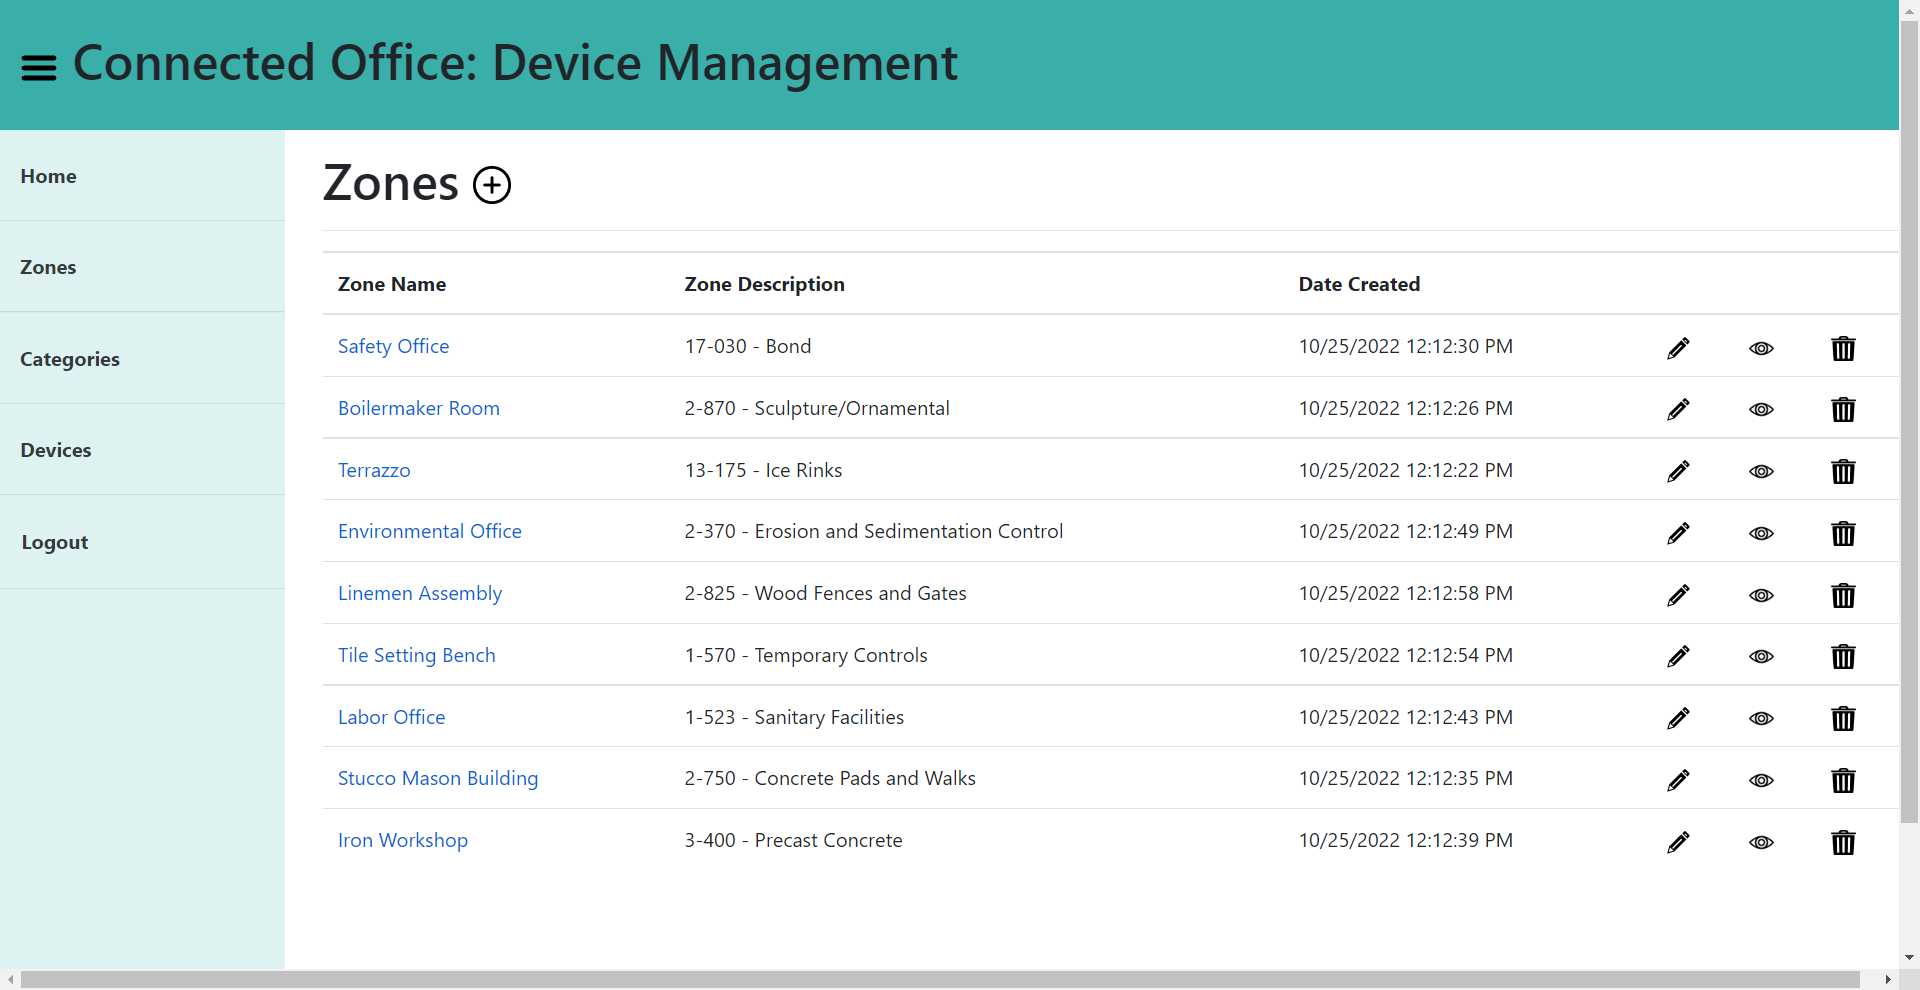 Connected Office: Device Management
Home
Zones
Categories
Devices
Logout
Zones
Zone Name Zone Description Date Created
Safety Office 17-030 - Bond 10/25/2022 12:12:30 PM
Boilermaker Room 2-870 - Sculpture/Ornamental 10/25/2022 12:12:26 PM
Terrazzo 13-175 - Ice Rinks 10/25/2022 12:12:22 PM
Environmental Office 2-370 - Erosion and Sedimentation Control 10/25/2022 12:12:49 PM
Linemen Assembly 2-825 - Wood Fences and Gates 10/25/2022 12:12:58 PM
Tile Setting Bench 1-570 - Temporary Controls 10/25/2022 12:12:54 PM
Labor Office 1-523 - Sanitary Facilities 10/25/2022 12:12:43 PM
Stucco Mason Building 2-750 - Concrete Pads and Walks 10/25/2022 12:12:35 PM
Iron Workshop 3-400 - Precast Concrete 10/25/2022 12:12:39 PM